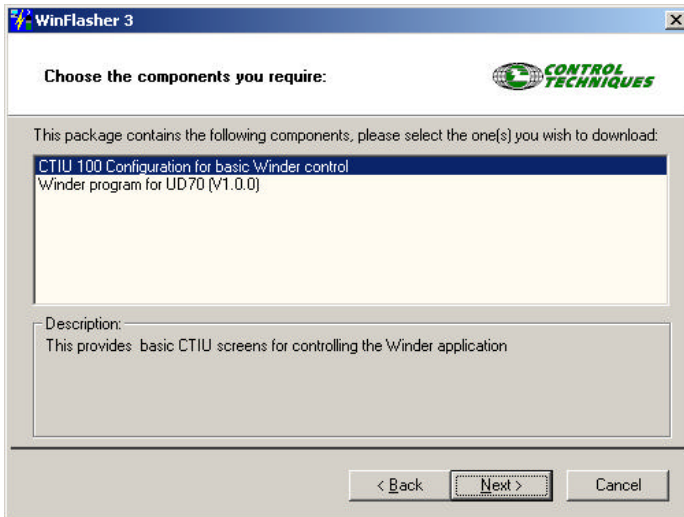 WinFlasher 3
Choose the components you require:
CONTROL
TECHNIQUES
This package contains the following components, please select the one(s) you wish to download:
CTIU 100 Configuration for basic Winder control
Winder program for UD70 (V1.0.0)
Description:
This provides  basic CTIU screens for controlling the Winder application
< Back
Next >
Cancel